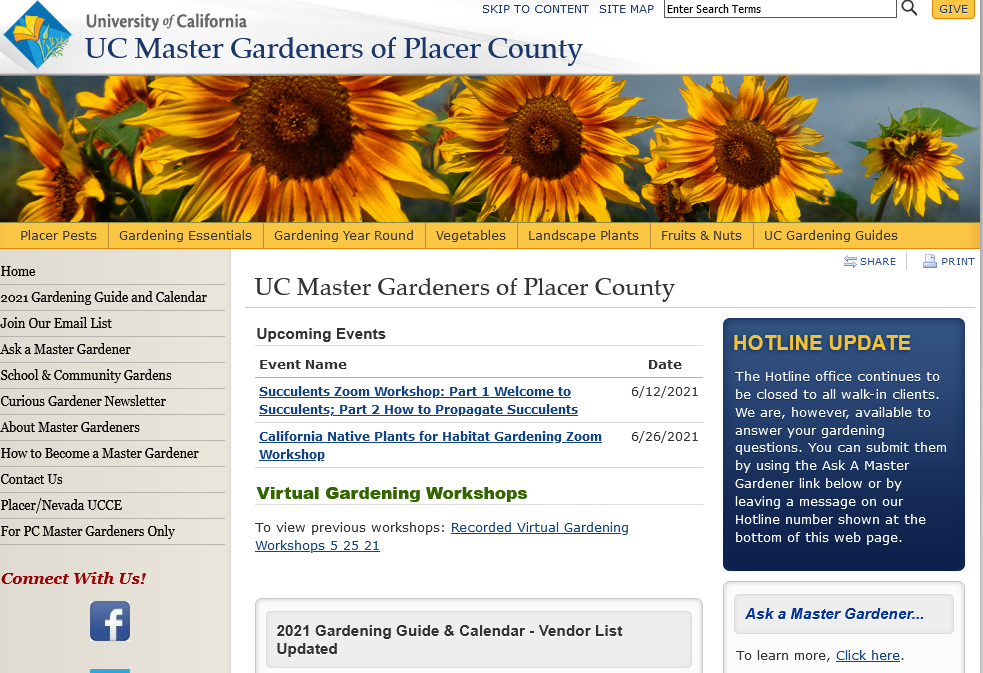 SKIP TO CONTENT SITE MAP Enter Search Terms GIVE
University of California
UC Master Gardeners of Placer County
Placer Pests Gardening Essentials Gardening Year Round Vegetables Landscape Plants Fruits & Nuts UC Gardening Guides
Home
2021 Gardening Guide and Calendar
Join Our Email List
Ask a Master Gardener
School & Community Gardens
Curious Gardener Newsletter
About Master Gardeners
How to Become a Master Gardener
Contact Us
Placer/Nevada UCCE
For PC Master Gardeners Only
Connect With Us!
SHARE PRINT
UC Master Gardeners of Placer County
Upcoming Events
Event Name Date
Succulents Zoom Workshop: Part 1 Welcome to 6/12/2021
Succulents; Part 2 How to Propagate Succulents
California Native Plants for Habitat Gardening Zoom 6/26/2021
Workshop
Virtual Gardening Workshops
To view previous workshops: Recorded Virtual Gardening
Workshops 5 25 21
2021 Gardening Guide & Calendar - Vendor List
Updated
HOTLINE UPDATE
The Hotline office continues to
be closed to all walk-in clients.
We are, however, available to
answer your gardening
questions. You can submit them
by using the Ask A Master
Gardener link below or by
leaving a message on our
Hotline number shown at the
bottom of this web page.
Ask a Master Gardener...
To learn more, Click here.